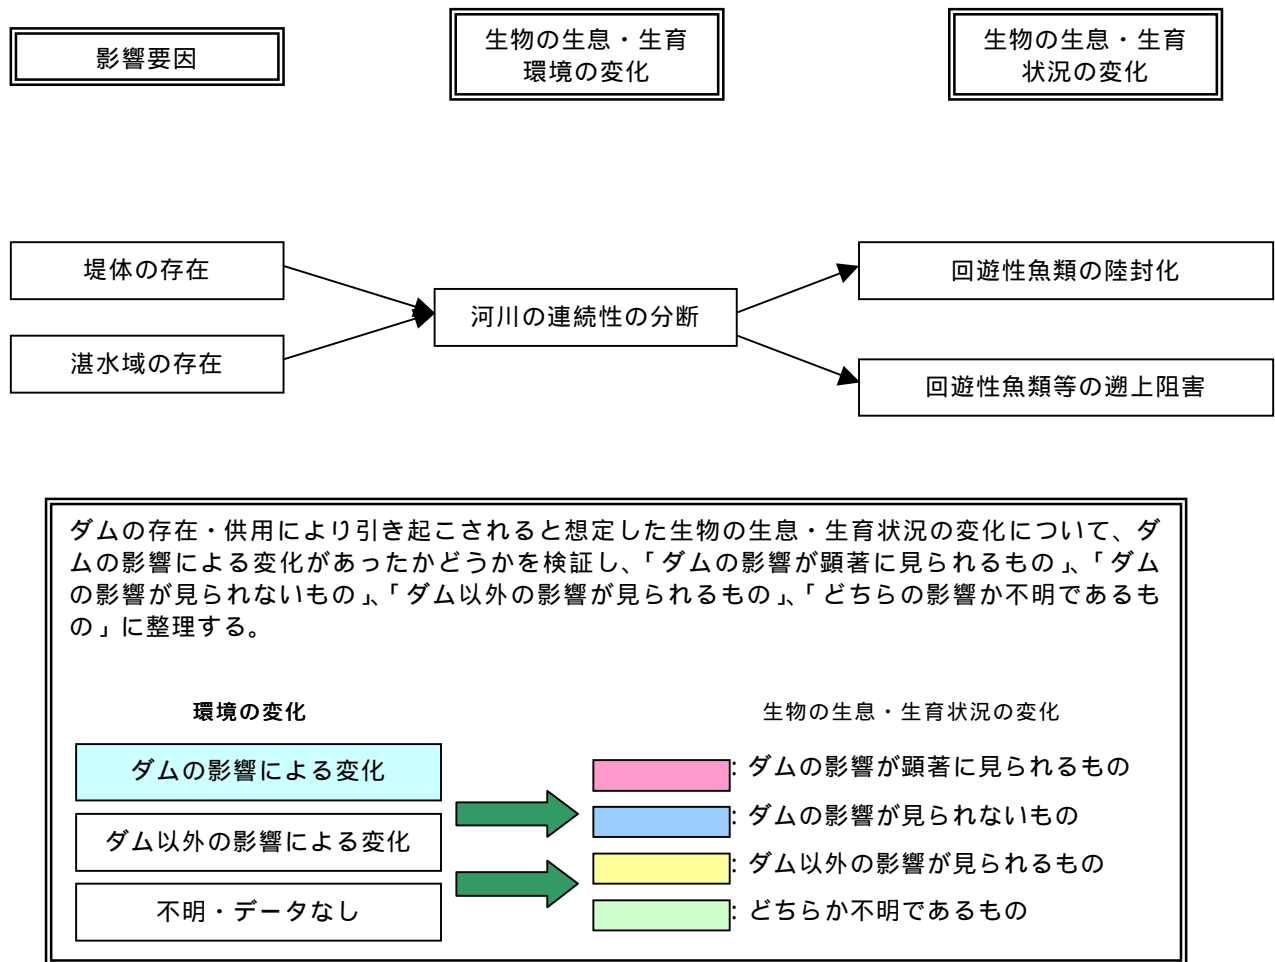 影響要因
生物の生息・生育
環境の変化
生物の生息・生育
状況の変化
堤体の存在
湛水域の存在
河川の連続性の分断
回遊性魚類の陸封化
回遊性魚類等の遡上阻害
ダムの存在・供用により引き起こされると想定した生物の生息・生育状況の変化について、ダ
ムの影響による変化があったかどうかを検証し、「ダムの影響が顕著に見られるもの」、「ダム
の影響が見られないもの」、「ダム以外の影響が見られるもの」、「どちらの影響か不明であるも
の」に整理する。
環境の変化
ダムの影響による変化
ダム以外の影響による変化
不明・データなし
生物の生息・生育状況の変化
：ダムの影響が顕著に見られるもの
：ダムの影響が見られないもの
：ダム以外の影響が見られるもの
：どちらか不明であるもの